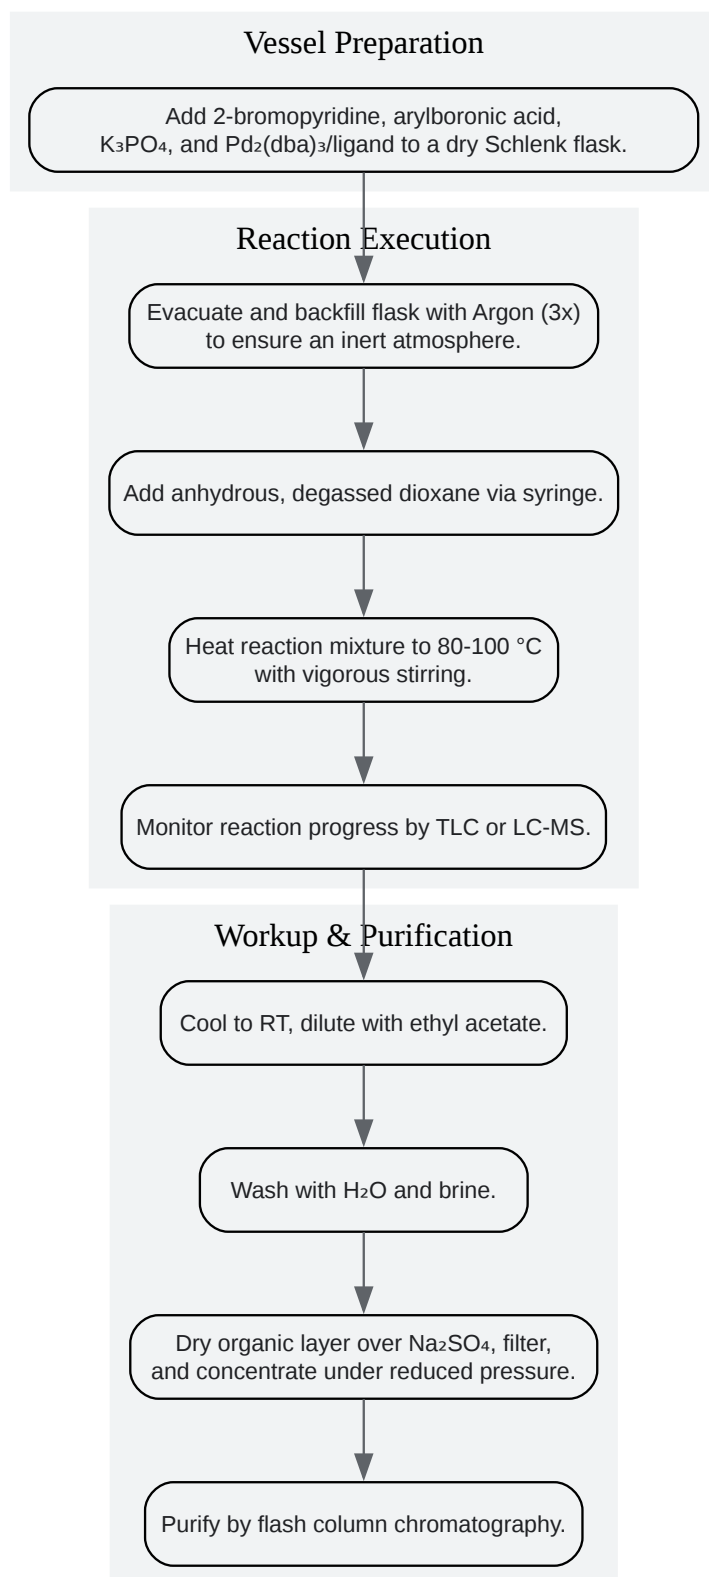 Vessel Preparation
Add 2-bromopyridine, arylboronic acid,
K₃PO₄, and Pd₂(dba)₃/ligand to a dry Schlenk flask.
Reaction Execution
Evacuate and backfill flask with Argon (3x)
to ensure an inert atmosphere.
Add anhydrous, degassed dioxane via syringe.
Heat reaction mixture to 80-100 °C
with vigorous stirring.
Monitor reaction progress by TLC or LC-MS.
Workup & Purification
Cool to RT, dilute with ethyl acetate.
Wash with H₂O and brine.
Dry organic layer over Na₂SO₄, filter,
and concentrate under reduced pressure.
Purify by flash column chromatography.